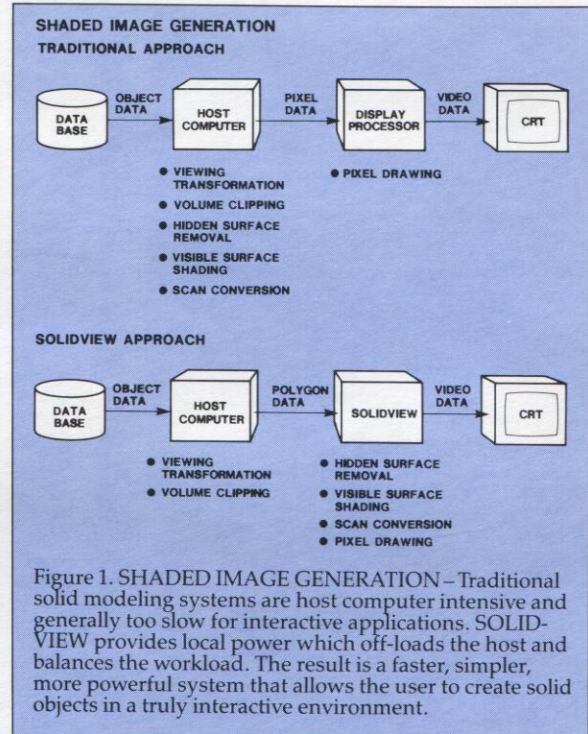 SHADED IMAGE GENERATION
TRADITIONAL APPROACH
DATA
BASE
OBJECT
DATA
HOST
COMPUTER
PIXEL
DATA
DISPLAY
PROCESSOR
VIDEO
DATA
CRT
● VIEWING
TRANSFORMATION
● VOLUME CLIPPING
● HIDDEN SURFACE
REMOVAL
● VISIBLE SURFACE
SHADING
● SCAN CONVERSION
● PIXEL DRAWING
SOLIDVIEW APPROACH
DATA
BASE
OBJECT
DATA
HOST
COMPUTER
POLYGON
DATA
SOLIDVIEW
VIDEO
DATA
CRT
● VIEWING
TRANSFORMATION
● VOLUME CLIPPING
● HIDDEN SURFACE
REMOVAL
● VISIBLE SURFACE
SHADING
● SCAN CONVERSION
● PIXEL DRAWING
Figure 1. SHADED IMAGE GENERATION–Traditional
solid modeling systems are host computer intensive and
generally too slow for interactive applications. SOLID-
VIEW provides local power which off-loads the host and
balances the workload. The result is a faster, simpler,
more powerful system that allows the user to create solid
objects in a truly interactive environment.